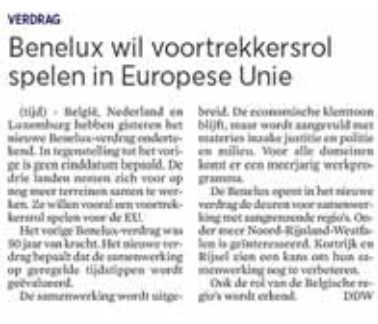 VERDRAG
Benelux wil voortrekkersrol
spelen in Europese Unie
(tijd) - België, Nederland en
Luxemburg hebben gisteren het
nieuwe Benelux-verdrag onderte-
kend. In tegenstelling tot het vori-
ge is geen einddatum bepaald. De
drie landen nemen zich voor op
nog meer terreinen samen te wer-
ken. Ze willen vooral een voortrek-
kersrol spelen voor de EU.
Het vorige Benelux-verdrag was
50 jaar van kracht. Het nieuwe ver-
drag bepaalt dat de samenwerking
op geregelde tijdstippen wordt
geëvalueerd.
De samenwerking wordt uitge-
breid. De economische klemtoon
blijft, maar wordt aangevuld met
materies inzake justitie en politie
en milieu. Voor alle domeinen
komt er een meerjarig werkpro-
gramma.
De Benelux opent in het nieuwe
verdrag de deuren voor samenwer-
king met aangrenzende regio's. On-
der meer Noord-Rijnland-Westfa-
len is geïnteresseerd. Kortrijk en
Rijsel zien een kans om hun sa-
menwerking nog te verbeteren.
Ook de rol van de Belgische re-
gio's wordt erkend. DDW